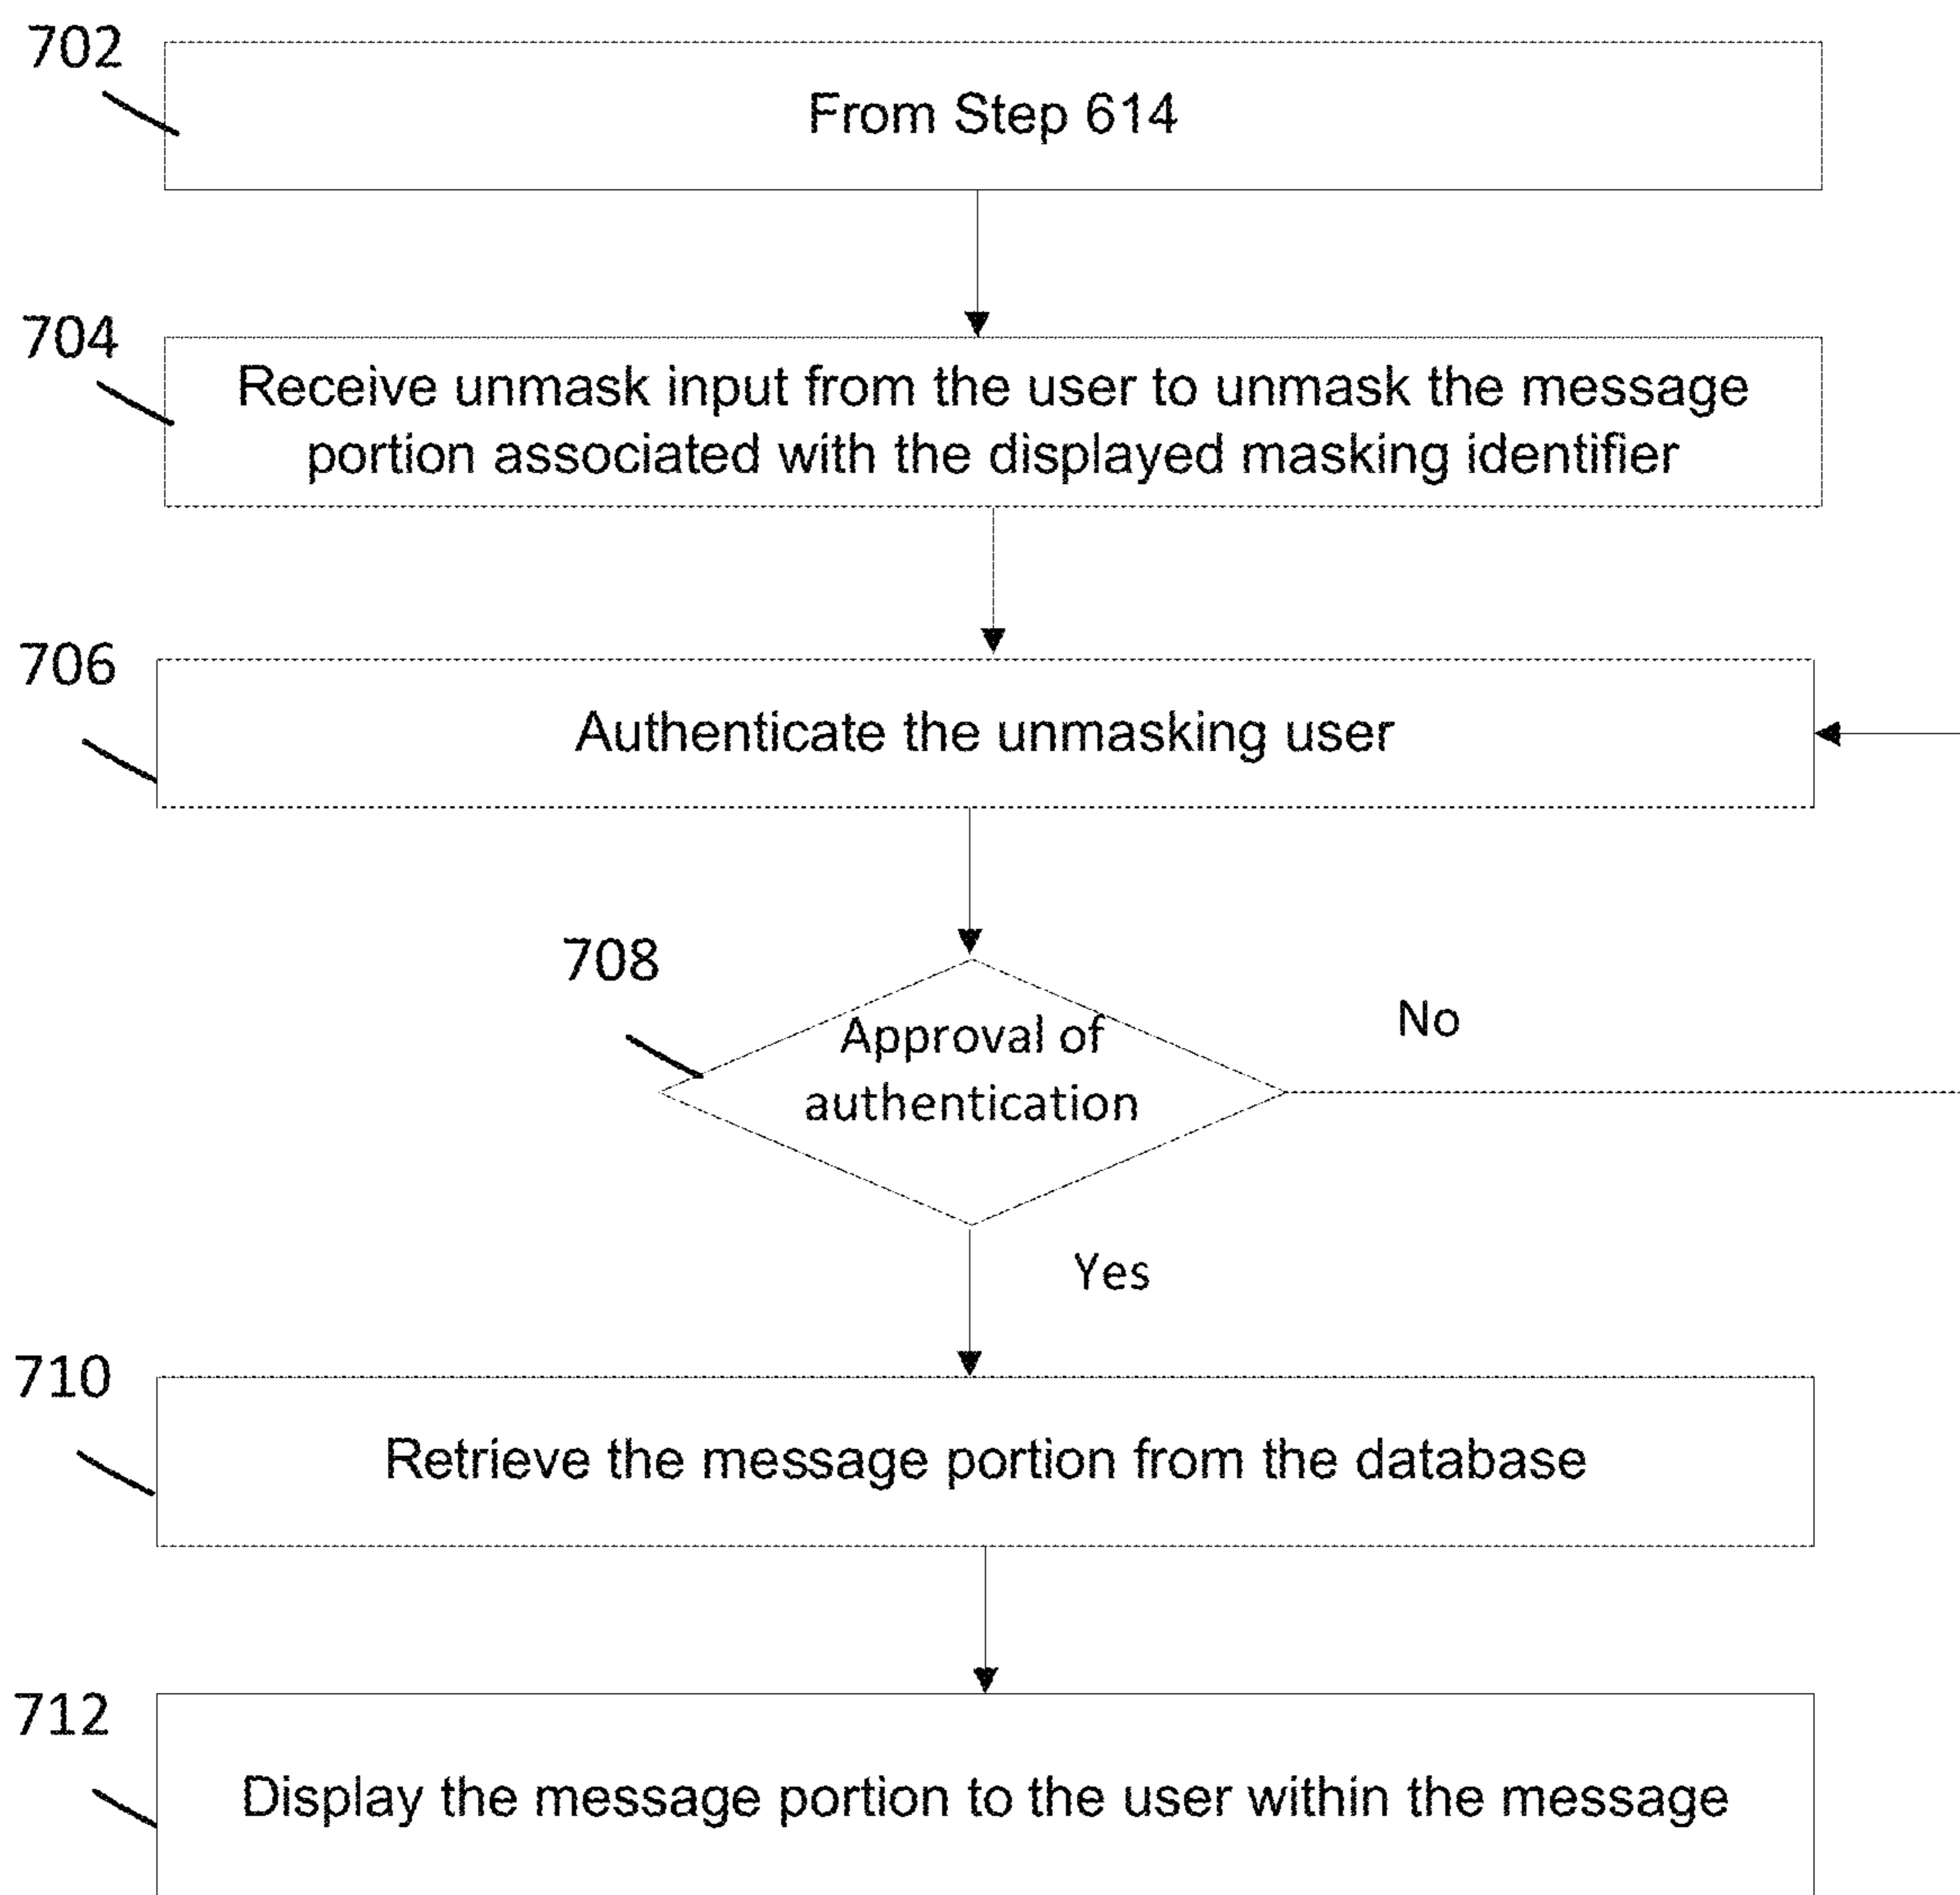 702
From Step 614
704
Receive unmask input from the user to unmask the message
portion associated with the displayed masking identifier
706
Authenticate the unmasking user
708
Approval of
authentication
No
Yes
710
Retrieve the message portion from the database
712
Display the message portion to the user within the message